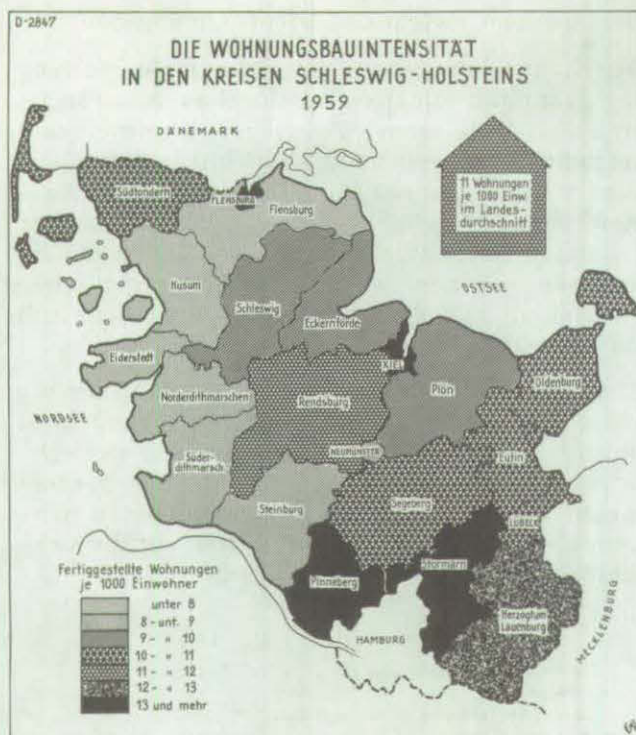 D-2847
DIE WOHNUNGSBAUINTENSITÄT
IN DEN KREISEN SCHLESWIG-HOLSTEINS
1959
DÄNEMARK
11 Wohnungen
je 1000 Einw.
im Landes-
durchschnitt
Südtondern
FLENSBURG
Flensburg
OSTSEE
Husum
Schleswig
Eckernförde
Eiderstedt
KIEL
Oldenburg
Norderdithmarschen
Rendsburg
Plön
NORDSEE
NEUMÜNSTER
Süder-
dithmarsch.
Eutin
Steinburg
Segeberg
LÜBECK
Pinneberg
Stormarn
Herzogtum
Lauenburg
HAMBURG
MECKLENBURG
Fertiggestellte Wohnungen
je 1000 Einwohner
unter 8
8 - unt. 9
9 - " 10
10 - " 11
11 - " 12
12 - " 13
13 und mehr